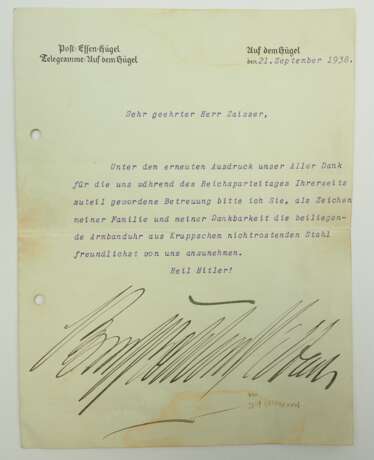 Post: Essen-Hügel
Telegramme: Auf dem Hügel
Auf dem Hügel
den 21. September 1938.
Sehr geehrter Herr Zaisser,
Unter dem erneuten Ausdruck unser Aller Dank
für die uns während des Reichsparteitages Ihrerseits
zuteil gewordene Betreuung bitte ich Sie, als Zeichen
meiner Familie und meiner Dankbarkeit die beiliegen-
de Armbanduhr aus Kruppschem nichtrostenden Stahl
freundlichst von uns anzunehmen.
Heil Hitler!